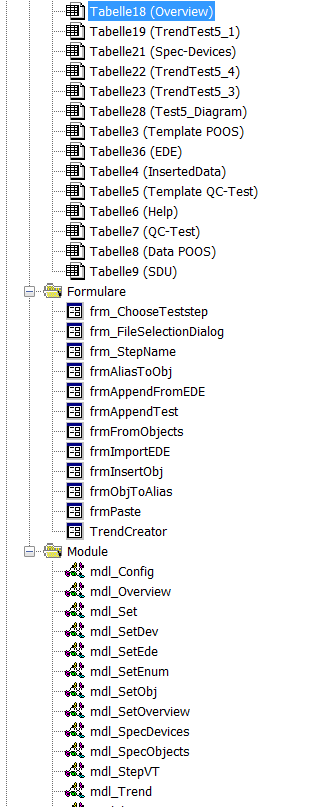 Tabelle18 (Overview)
Tabelle19 (TrendTest5_1)
Tabelle21 (Spec-Devices)
Tabelle22 (TrendTest5_4)
Tabelle23 (TrendTest5_3)
Tabelle28 (Test5_Diagram)
Tabelle3 (Template POOS)
Tabelle36 (EDE)
Tabelle4 (InsertedData)
Tabelle5 (Template QC-Test)
Tabelle6 (Help)
Tabelle7 (QC-Test)
Tabelle8 (Data POOS)
Tabelle9 (SDU)
Formulare
frm_ChooseTeststep
frm_FileSelectionDialog
frm_StepName
frmAliasToObj
frmAppendFromEDE
frmAppendTest
frmFromObjects
frmImportEDE
frmInsertObj
frmObjToAlias
frmPaste
TrendCreator
Module
mdl_Config
mdl_Overview
mdl_Set
mdl_SetDev
mdl_SetEde
mdl_SetEnum
mdl_SetObj
mdl_SetOverview
mdl_SpecDevices
mdl_SpecObjects
mdl_StepVT
mdl_Trend